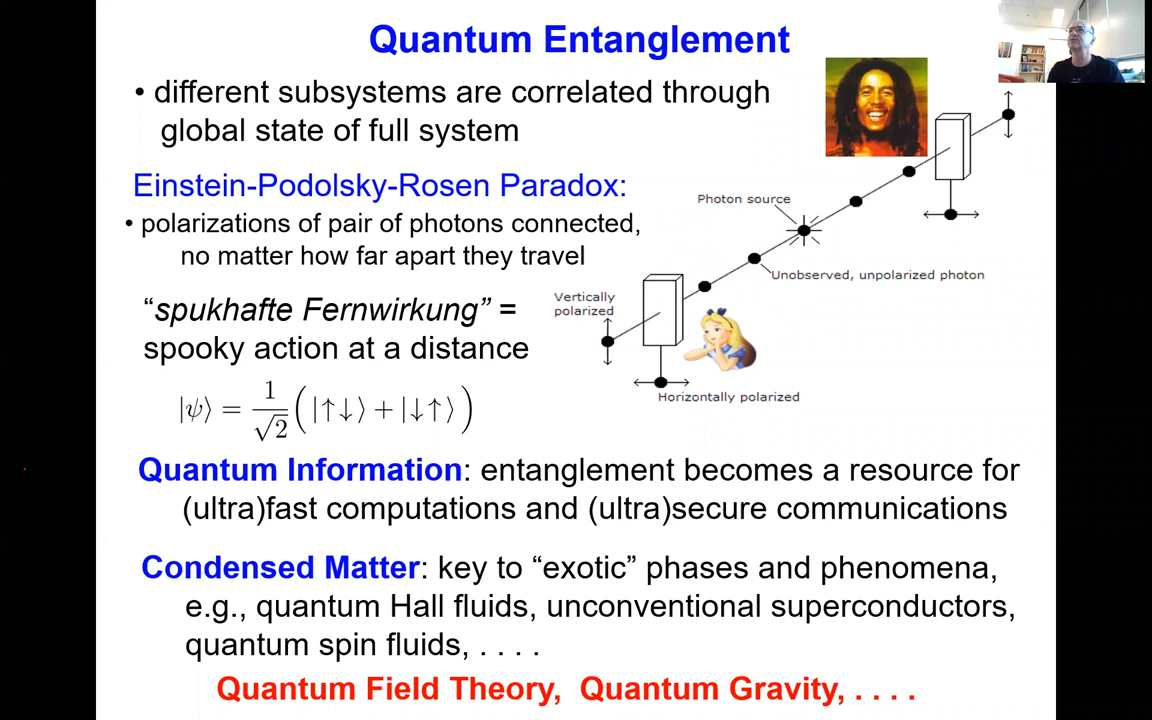 Quantum Entanglement
• different subsystems are correlated through
global state of full system
Einstein-Podolsky-Rosen Paradox:
• polarizations of pair of photons connected,
no matter how far apart they travel
“spukhafte Fernwirkung” =
spooky action at a distance
|ψ⟩ = 1/√2 (|↑↓⟩ + |↓↑⟩)
Photon source
Unobserved, unpolarized photon
Vertically
polarized
Horizontally polarized
Quantum Information: entanglement becomes a resource for
(ultra)fast computations and (ultra)secure communications
Condensed Matter: key to “exotic” phases and phenomena,
e.g., quantum Hall fluids, unconventional superconductors,
quantum spin fluids, . . . .
Quantum Field Theory, Quantum Gravity, . . . .